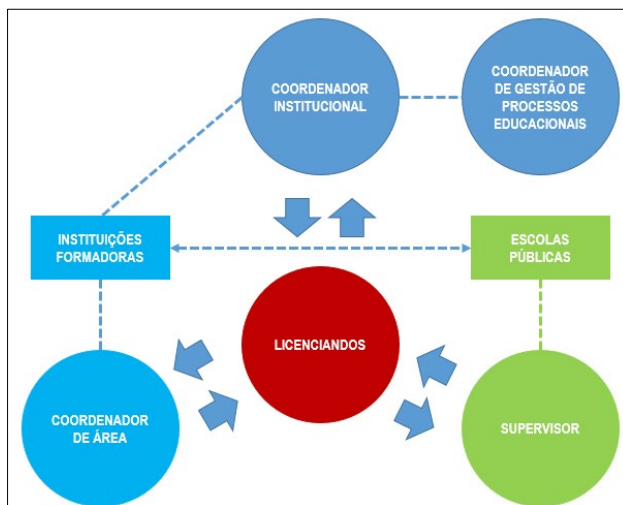 COORDENADOR
INSTITUCIONAL
COORDENADOR
DE GESTÃO DE
PROCESSOS
EDUCACIONAIS
INSTITUIÇÕES
FORMADORAS
ESCOLAS
PÚBLICAS
LICENCIANDOS
COORDENADOR
DE ÁREA
SUPERVISOR